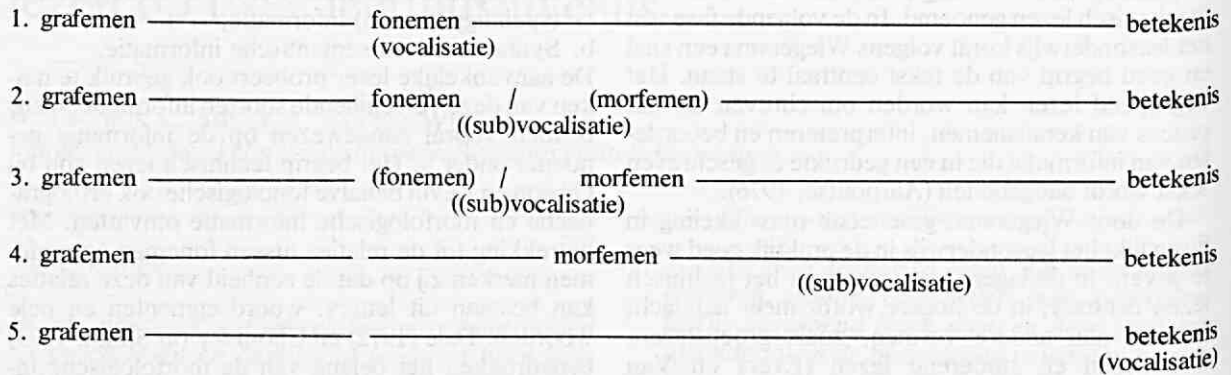 1. grafemen ——— fonemen ——— betekenis
(vocalisatie)
2. grafemen ——— fonemen / (morfemen) ——— betekenis
((sub)vocalisatie)
3. grafemen ——— (fonemen) / morfemen ——— betekenis
((sub)vocalisatie)
4. grafemen ——— morfemen ——— betekenis
((sub)vocalisatie)
5. grafemen ——— betekenis
(vocalisatie)